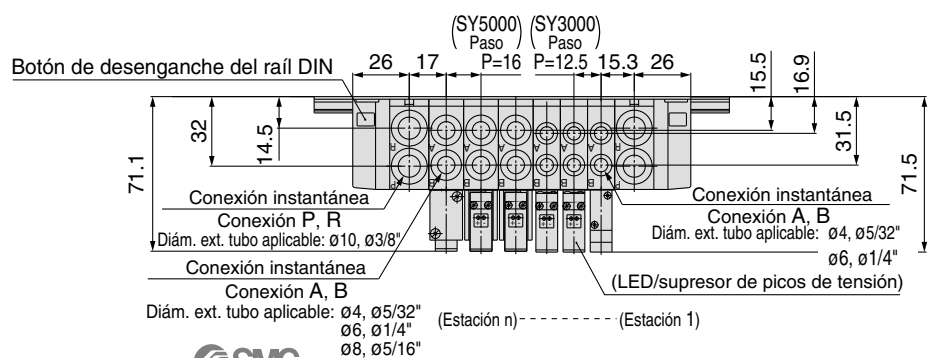 (SY5000) (SY3000)
Paso Paso
26 17 P=16 P=12.5 15.3 26
Botón de desenganche del raíl DIN
15.5
16.9
71.1
32
14.5
31.5
71.5
P A A A A A A P
R B B B B B B R
Conexión instantánea
Conexión P, R
Diám. ext. tubo aplicable: ø10, ø3/8"
Conexión instantánea
Conexión A, B
Diám. ext. tubo aplicable: ø4, ø5/32"
ø6, ø1/4"
Conexión instantánea
Conexión A, B
Diám. ext. tubo aplicable: ø4, ø5/32"
ø6, ø1/4"
ø8, ø5/16"
(LED/supresor de picos de tensión)
(Estación n) (Estación 1)
SMC